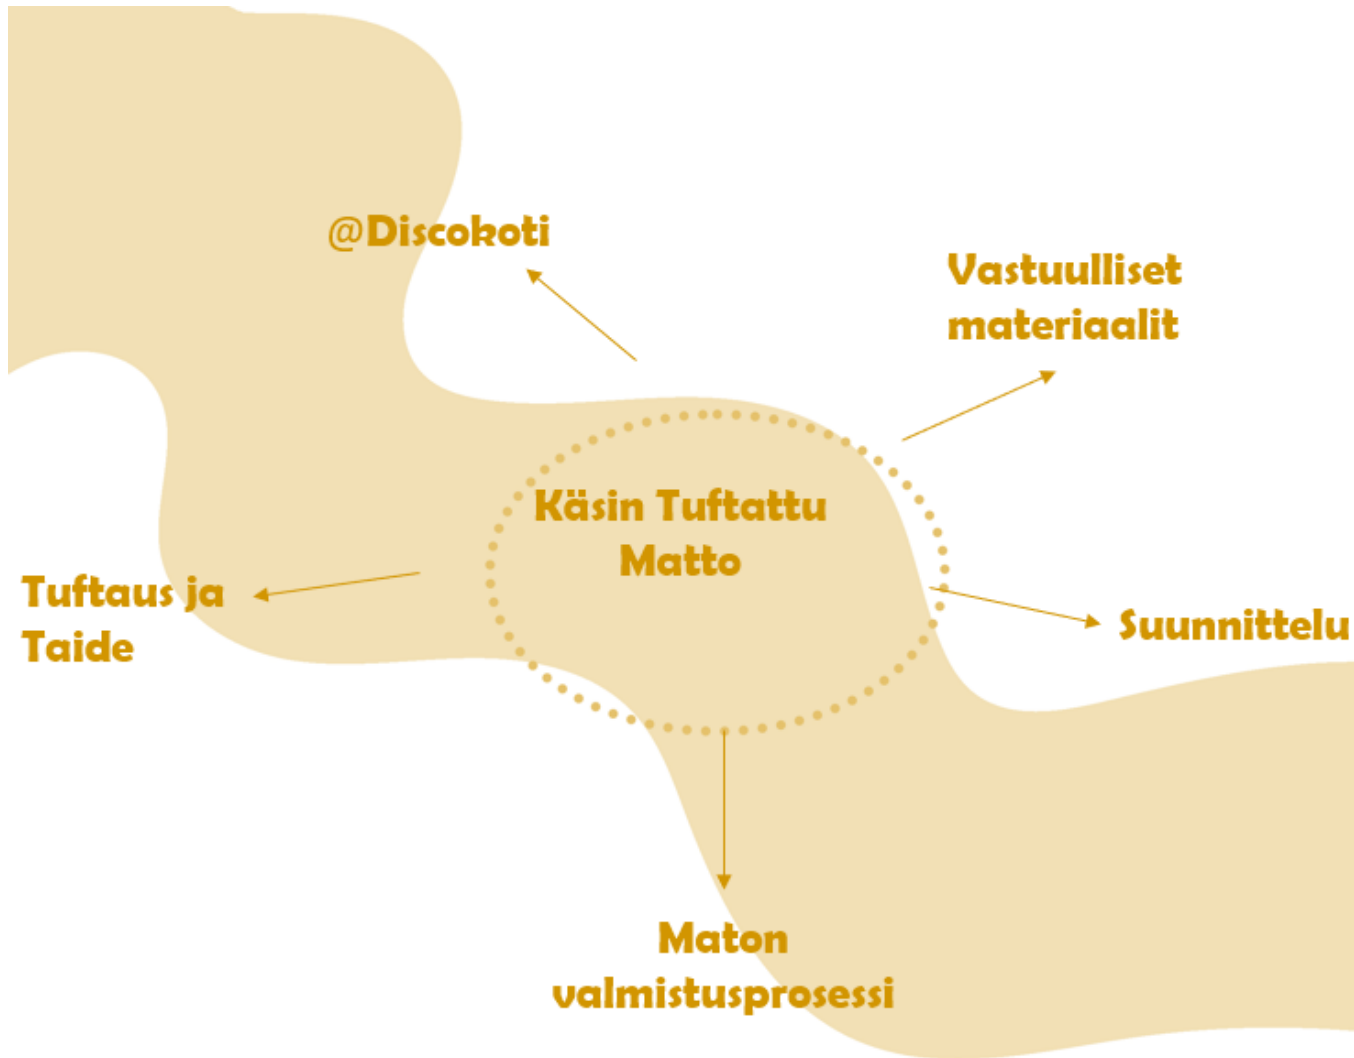 @Discokoti
Vastuulliset
materiaalit
Käsin Tuftattu
Matto
Tuftaus ja
Taide
Suunnittelu
Maton
valmistusprosessi